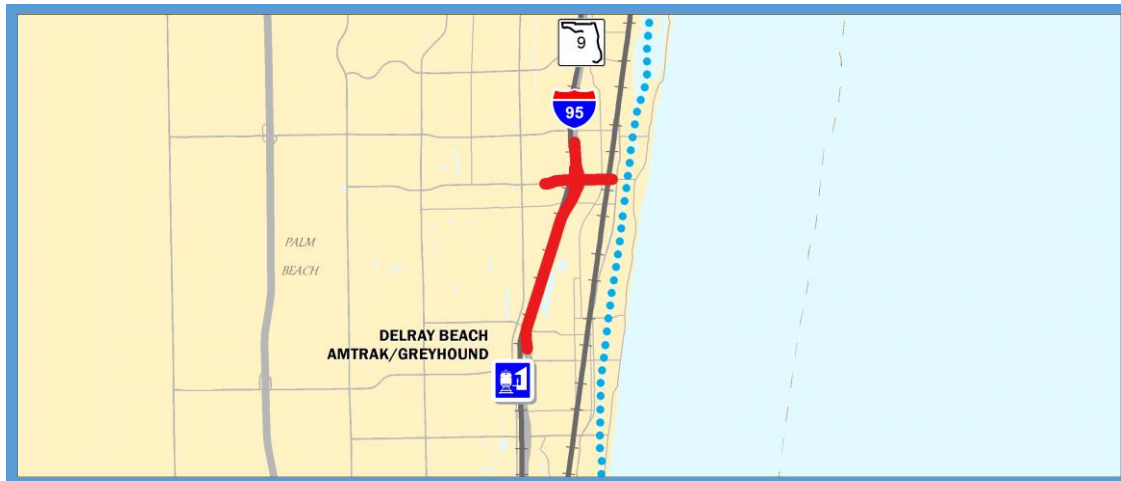 9
95
PALM
BEACH
DELRAY BEACH
AMTRAK/GREYHOUND